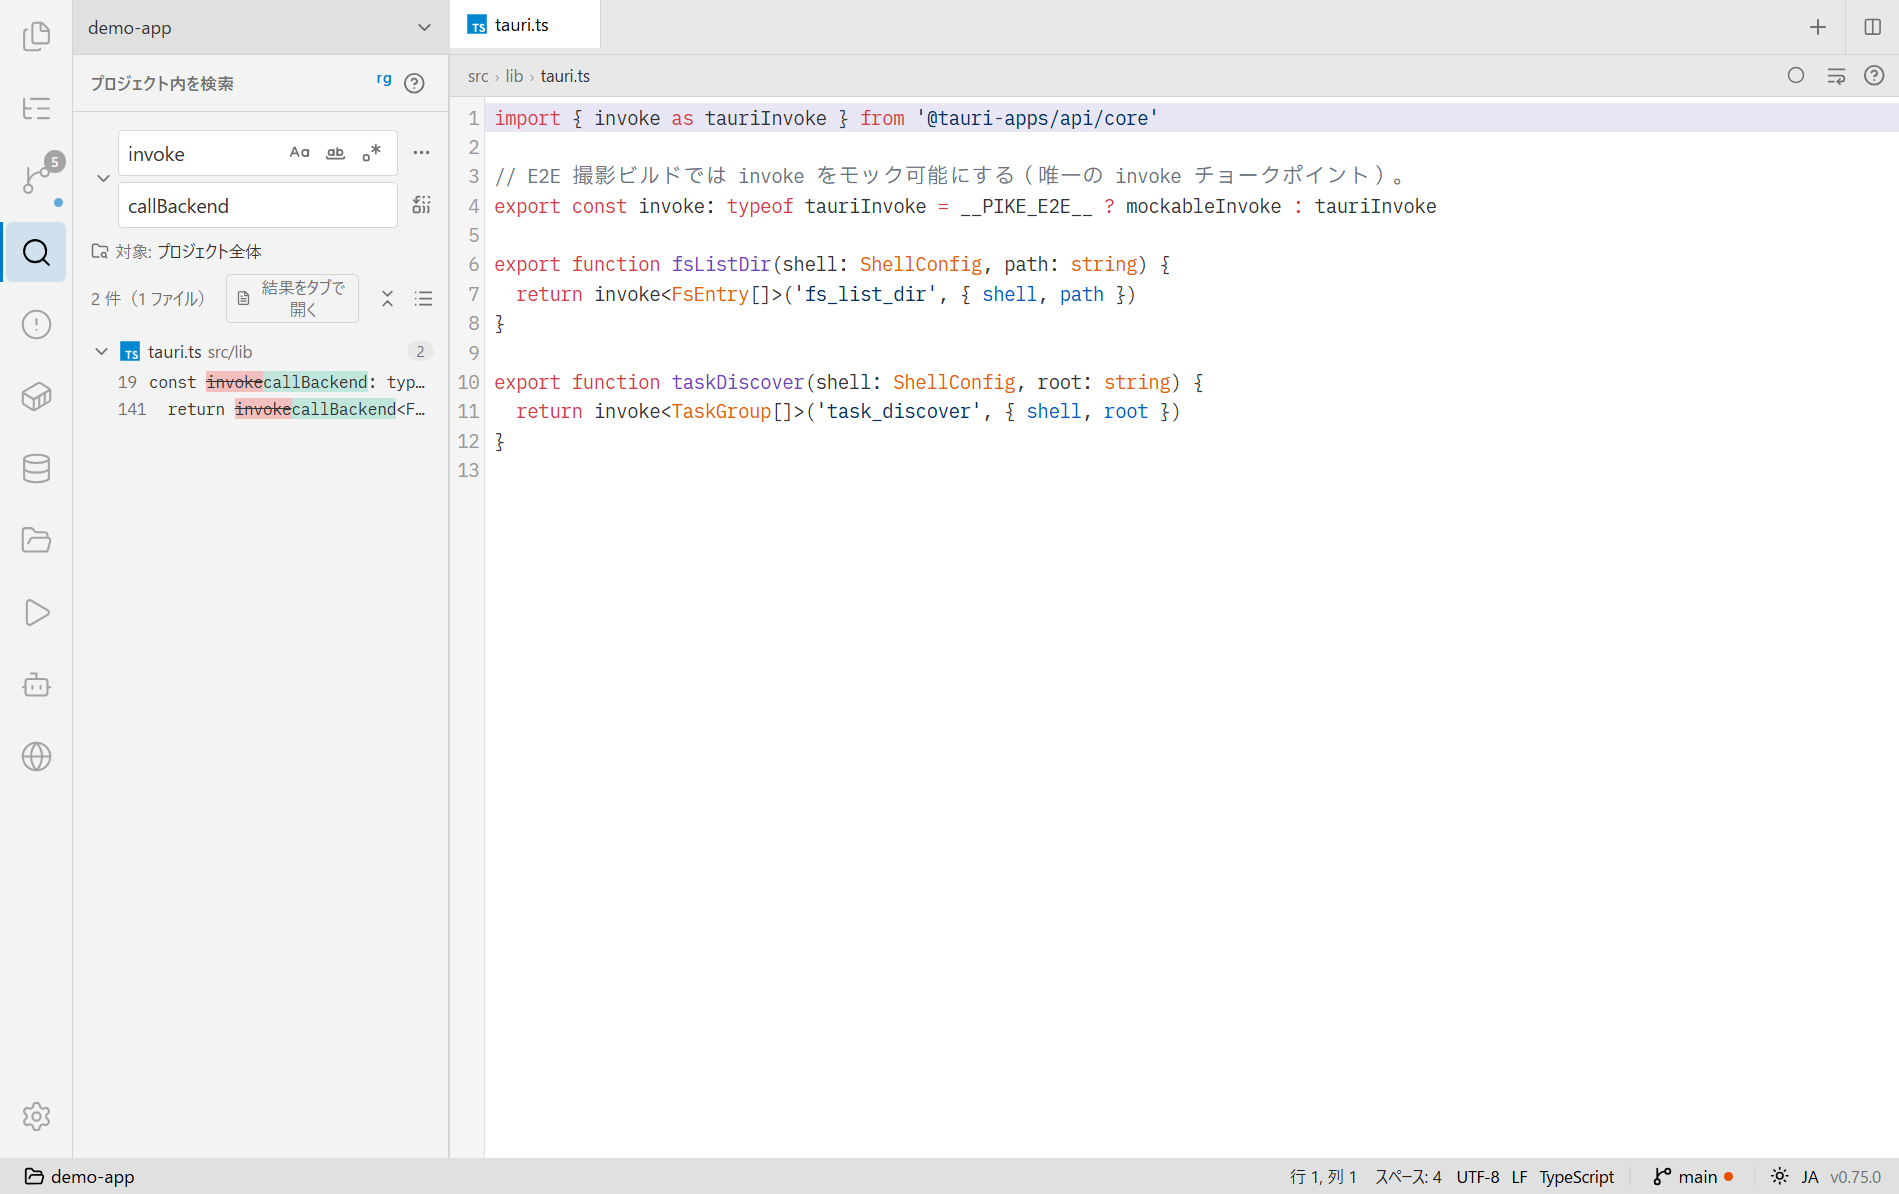 demo-app
tauri.ts
プロジェクト内を検索
rg
src › lib › tauri.ts
5
invoke
Aa
ab
callBackend
対象: プロジェクト全体
2 件 (1 ファイル)
結果をタブで
開く
tauri.ts src/lib
2
19 const invokecallBackend: typ…
141 return invokecallBackend<F…
1 import { invoke as tauriInvoke } from '@tauri-apps/api/core'
2
3 // E2E 撮影ビルドでは invoke をモック可能にする（唯一の invoke チョークポイント）。
4 export const invoke: typeof tauriInvoke = __PIKE_E2E__ ? mockableInvoke : tauriInvoke
5
6 export function fsListDir(shell: ShellConfig, path: string) {
7   return invoke<FsEntry[]>('fs_list_dir', { shell, path })
8 }
9
10 export function taskDiscover(shell: ShellConfig, root: string) {
11   return invoke<TaskGroup[]>('task_discover', { shell, root })
12 }
13
demo-app
行 1, 列 1
スペース: 4
UTF-8
LF
TypeScript
main
JA
v0.75.0